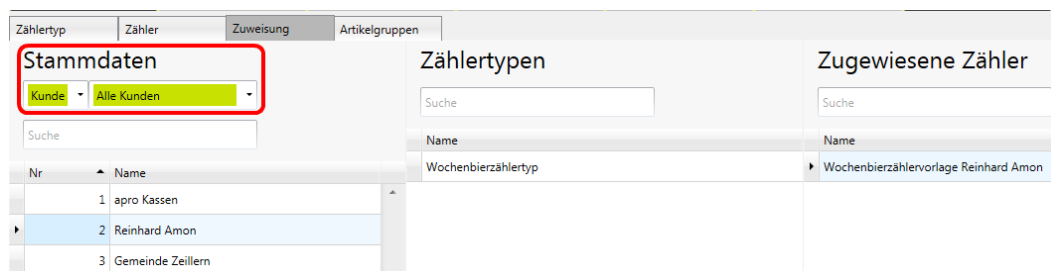 Zählertyp Zähler Zuweisung Artikelgruppen
Stammdaten
Kunde Alle Kunden
Suche
Nr Name
1 apro Kassen
2 Reinhard Amon
3 Gemeinde Zeillern
Zählertypen
Suche
Name
Wochenbierzählertyp
Zugewiesene Zähler
Suche
Name
Wochenbierzählervorlage Reinhard Amon